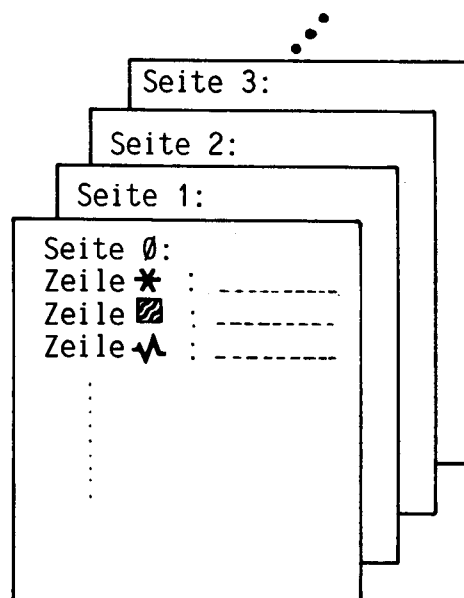 Seite 3:
Seite 2:
Seite 1:
Seite Ø:
Zeile * :
Zeile :
Zeile :